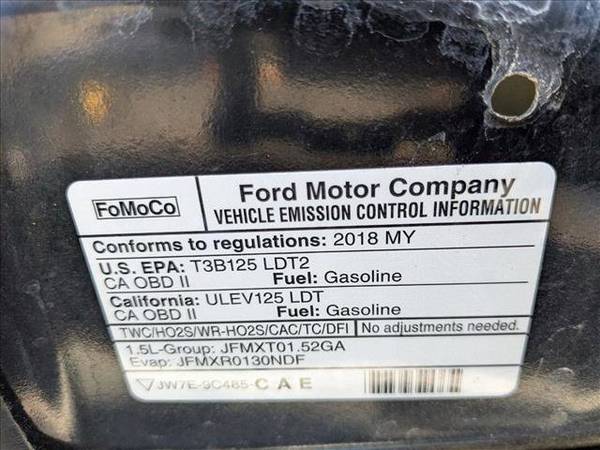 FoMoCo
Ford Motor Company
VEHICLE EMISSION CONTROL INFORMATION
Conforms to regulations: 2018 MY
U.S. EPA: T3B125 LDT2
CA OBD II Fuel: Gasoline
California: ULEV125 LDT
CA OBD II Fuel: Gasoline
TWC/HO2S/WR-HO2S/CAC/TC/DFI No adjustments needed.
1.5L-Group: JFMXT01.52GA
Evap: JFMXR0130NDF
JW7E-9C485-C A E